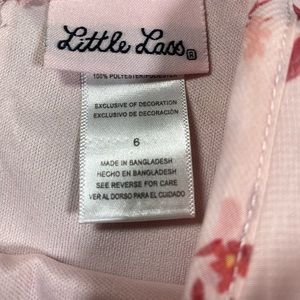 Little Lass®
100% POLYESTER/POLIÉSTER
EXCLUSIVE OF DECORATION
EXCLUSIVO DE DECORACIÓN
6
MADE IN BANGLADESH
HECHO EN BANGLADESH
SEE REVERSE FOR CARE
VER AL DORSO PARA EL CUIDADO